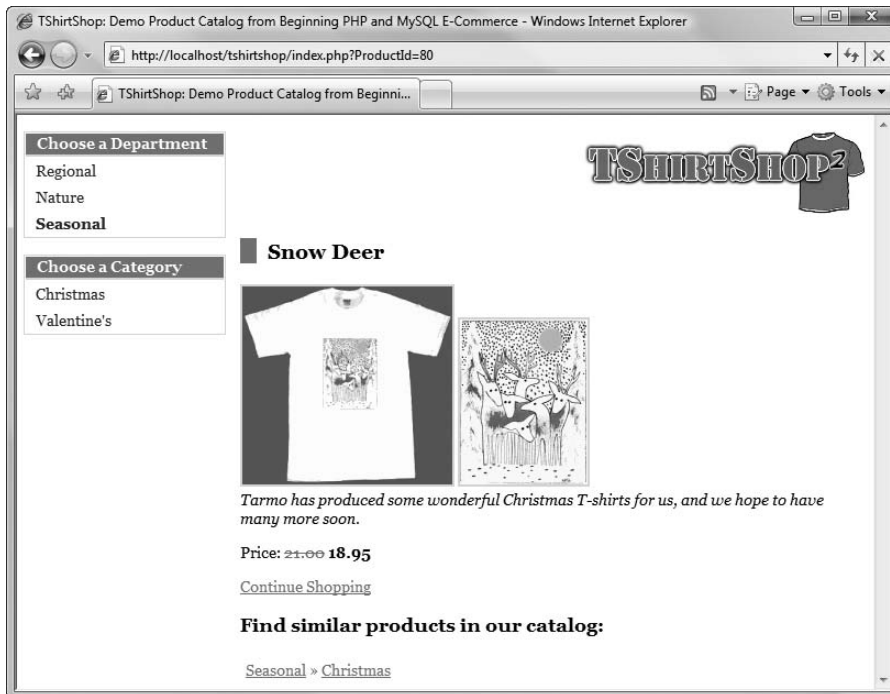 TShirtShop: Demo Product Catalog from Beginning PHP and MySQL E-Commerce - Windows Internet Explorer
http://localhost/tshirtshop/index.php?ProductId=80
TShirtShop: Demo Product Catalog from Beginni...
Page
Tools
Choose a Department
Regional
Nature
Seasonal
Choose a Category
Christmas
Valentine's
TShirtShop²
Snow Deer
Tarmo has produced some wonderful Christmas T-shirts for us, and we hope to have
many more soon.
Price: 21.00 18.95
Continue Shopping
Find similar products in our catalog:
Seasonal » Christmas